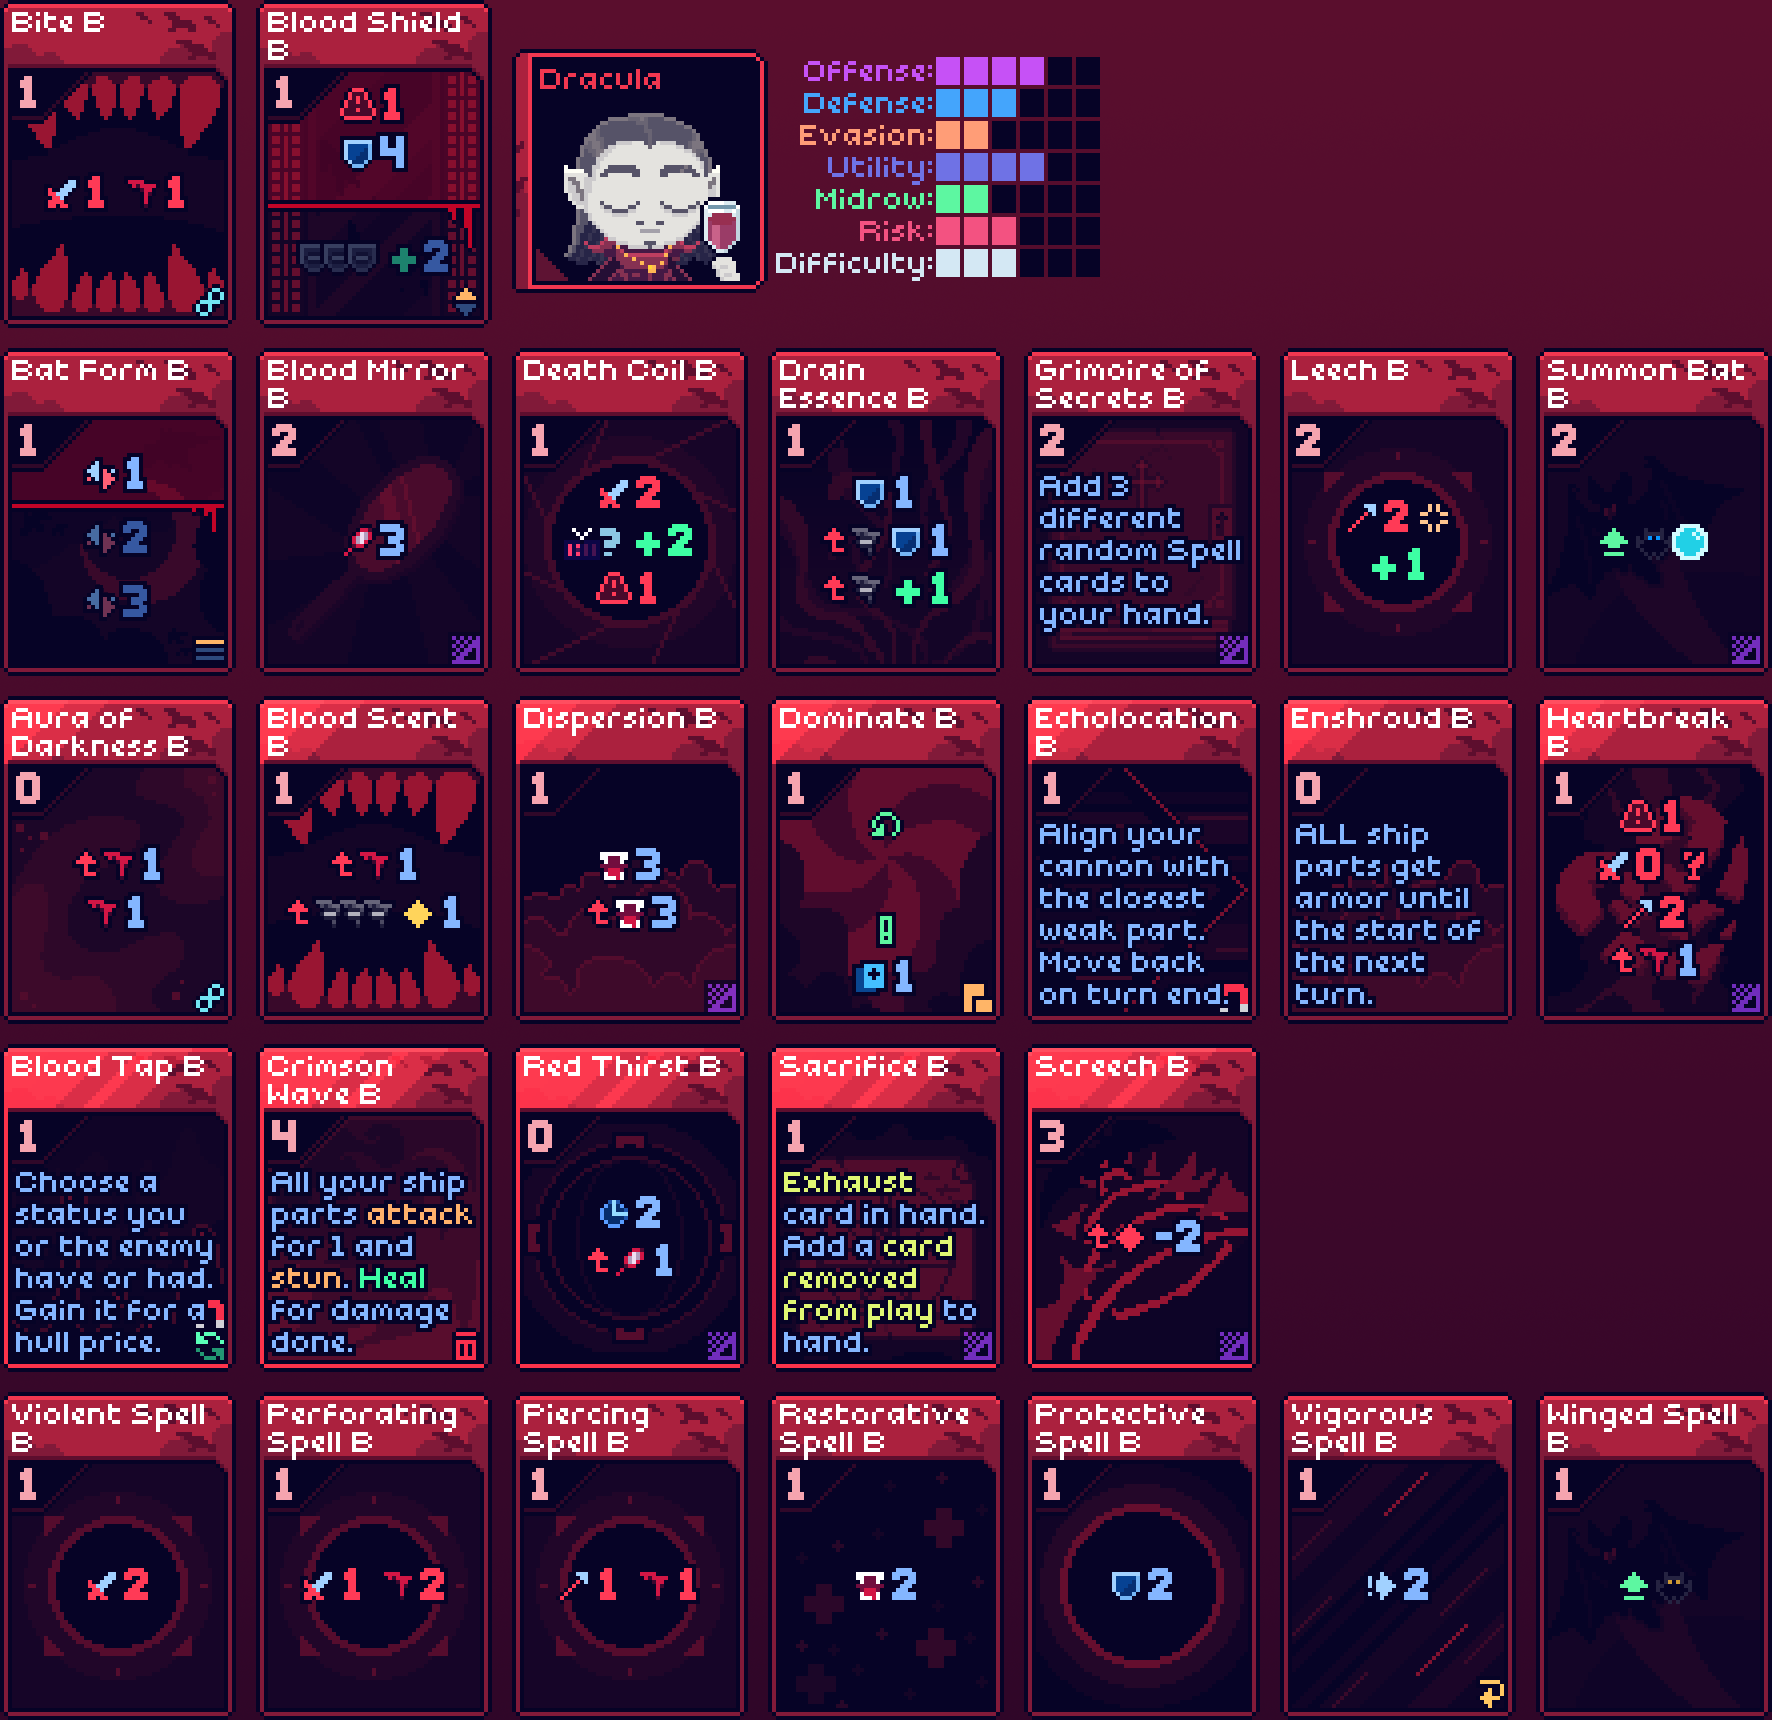 Bite B
1
1 1
Blood Shield
B
1
1
4
+2
Dracula
Offense:
Defense:
Evasion:
Utility:
Midrow:
Risk:
Difficulty:
Bat Form B
1
1
2
3
Blood Mirror
B
2
3
Death Coil B
1
2
? +2
1
Drain
Essence B
1
1
1
+1
Grimoire of
Secrets B
2
Add 3
different
random Spell
cards to
your hand.
Leech B
2
2
+1
Summon Bat
B
2
Aura of
Darkness B
0
1
1
Blood Scent
B
1
1
1
Dispersion B
1
3
3
Dominate B
1
!
1
Echolocation
B
1
Align your
cannon with
the closest
weak part.
Move back
on turn end.
Enshroud B
0
ALL ship
parts get
armor until
the start of
the next
turn.
Heartbreak
B
1
1
0 ?
2
1
Blood Tap B
1
Choose a
status you
or the enemy
have or had.
Gain it for a
hull price.
Crimson
Wave B
4
All your ship
parts attack
for 1 and
stun. Heal
for damage
done.
Red Thirst B
0
2
1
Sacrifice B
1
Exhaust
card in hand.
Add a card
removed
from play to
hand.
Screech B
3
-2
Violent Spell
B
1
2
Perforating
Spell B
1
1 2
Piercing
Spell B
1
1 1
Restorative
Spell B
1
2
Protective
Spell B
1
2
Vigorous
Spell B
1
2
Winged Spell
B
1